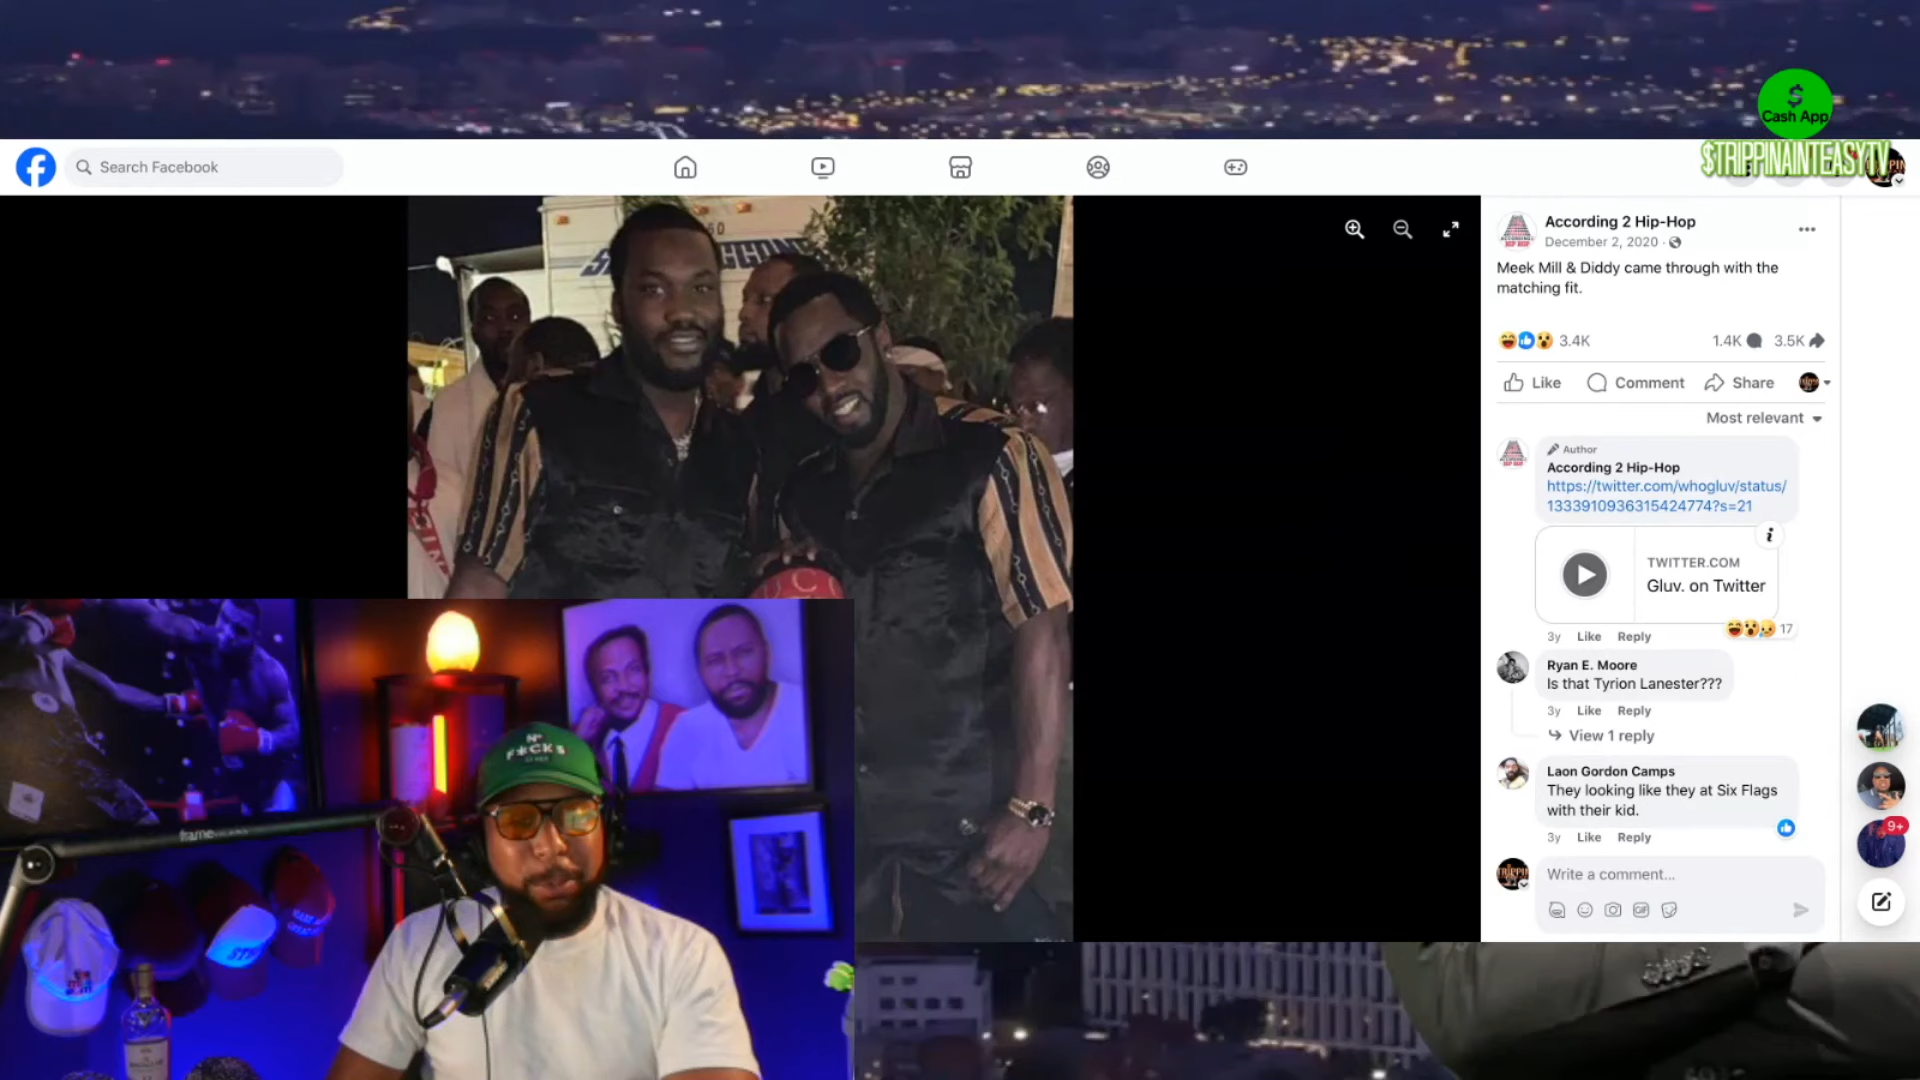 $
Cash App
$TRIPPINAINTEASYTV
Search Facebook
According 2 Hip-Hop
December 2, 2020
Meek Mill & Diddy came through with the
matching fit.
3.4K
1.4K
3.5K
Like
Comment
Share
Most relevant
Author
According 2 Hip-Hop
https://twitter.com/whogluv/status/
1333910936315424774?s=21
TWITTER.COM
Gluv. on Twitter
17
3y Like Reply
Ryan E. Moore
Is that Tyrion Lanester???
3y Like Reply
View 1 reply
Laon Gordon Camps
They looking like they at Six Flags
with their kid.
3y Like Reply
9+
Write a comment...
GIF
F*CKS
frame